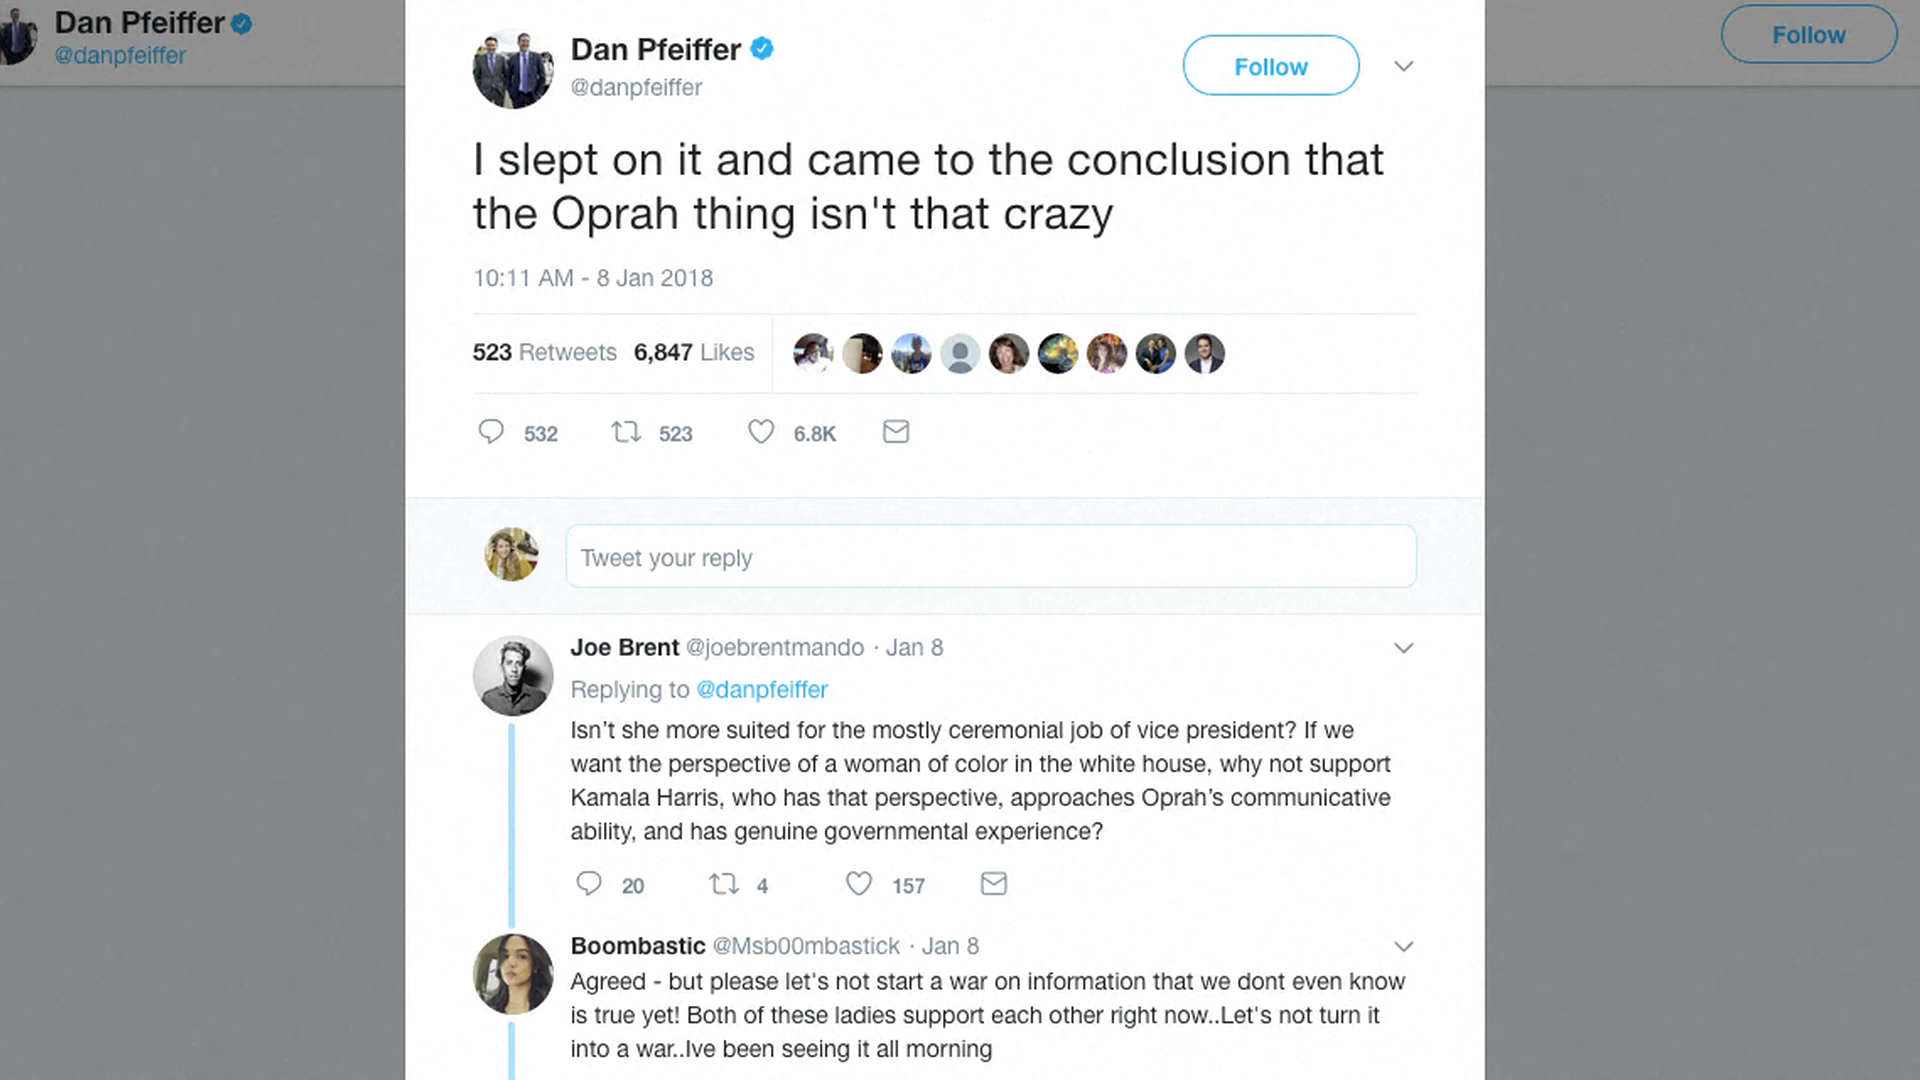 Dan Pfeiffer
@danpfeiffer
Follow
Dan Pfeiffer
@danpfeiffer
Follow
I slept on it and came to the conclusion that
the Oprah thing isn't that crazy
10:11 AM - 8 Jan 2018
523 Retweets 6,847 Likes
532 523 6.8K
Tweet your reply
Joe Brent @joebrentmando · Jan 8
Replying to @danpfeiffer
Isn’t she more suited for the mostly ceremonial job of vice president? If we
want the perspective of a woman of color in the white house, why not support
Kamala Harris, who has that perspective, approaches Oprah’s communicative
ability, and has genuine governmental experience?
20 4 157
Boombastic @Msb00mbastick · Jan 8
Agreed - but please let's not start a war on information that we dont even know
is true yet! Both of these ladies support each other right now..Let's not turn it
into a war..Ive been seeing it all morning